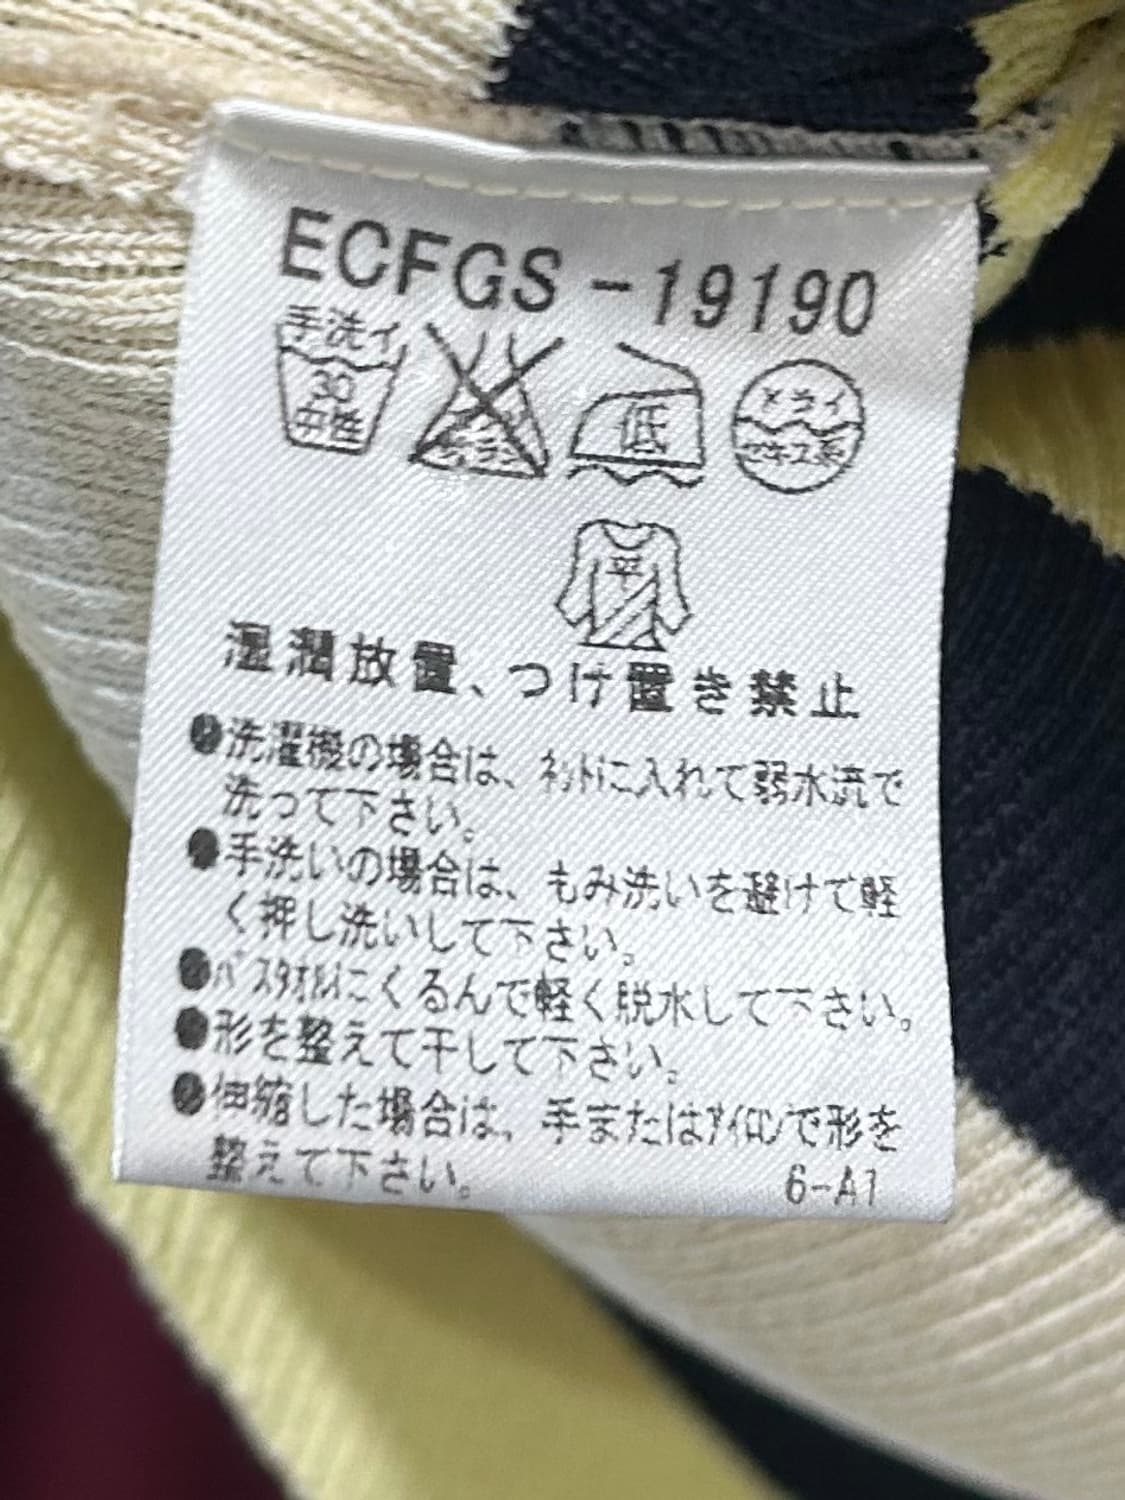 ECFGS-19190
手洗イ
30
中性
エンソサラシ
低
ドライ
セキユ系
平
湿潤放置、つけ置き禁止
●洗濯機の場合は、ネットに入れて弱水流で
洗って下さい。
●手洗いの場合は、もみ洗いを避けて軽
く押し洗いして下さい。
●バスタオルにくるんで軽く脱水して下さい。
●形を整えて干して下さい。
●伸縮した場合は、手またはアイロンで形を
整えて下さい。
6-A1